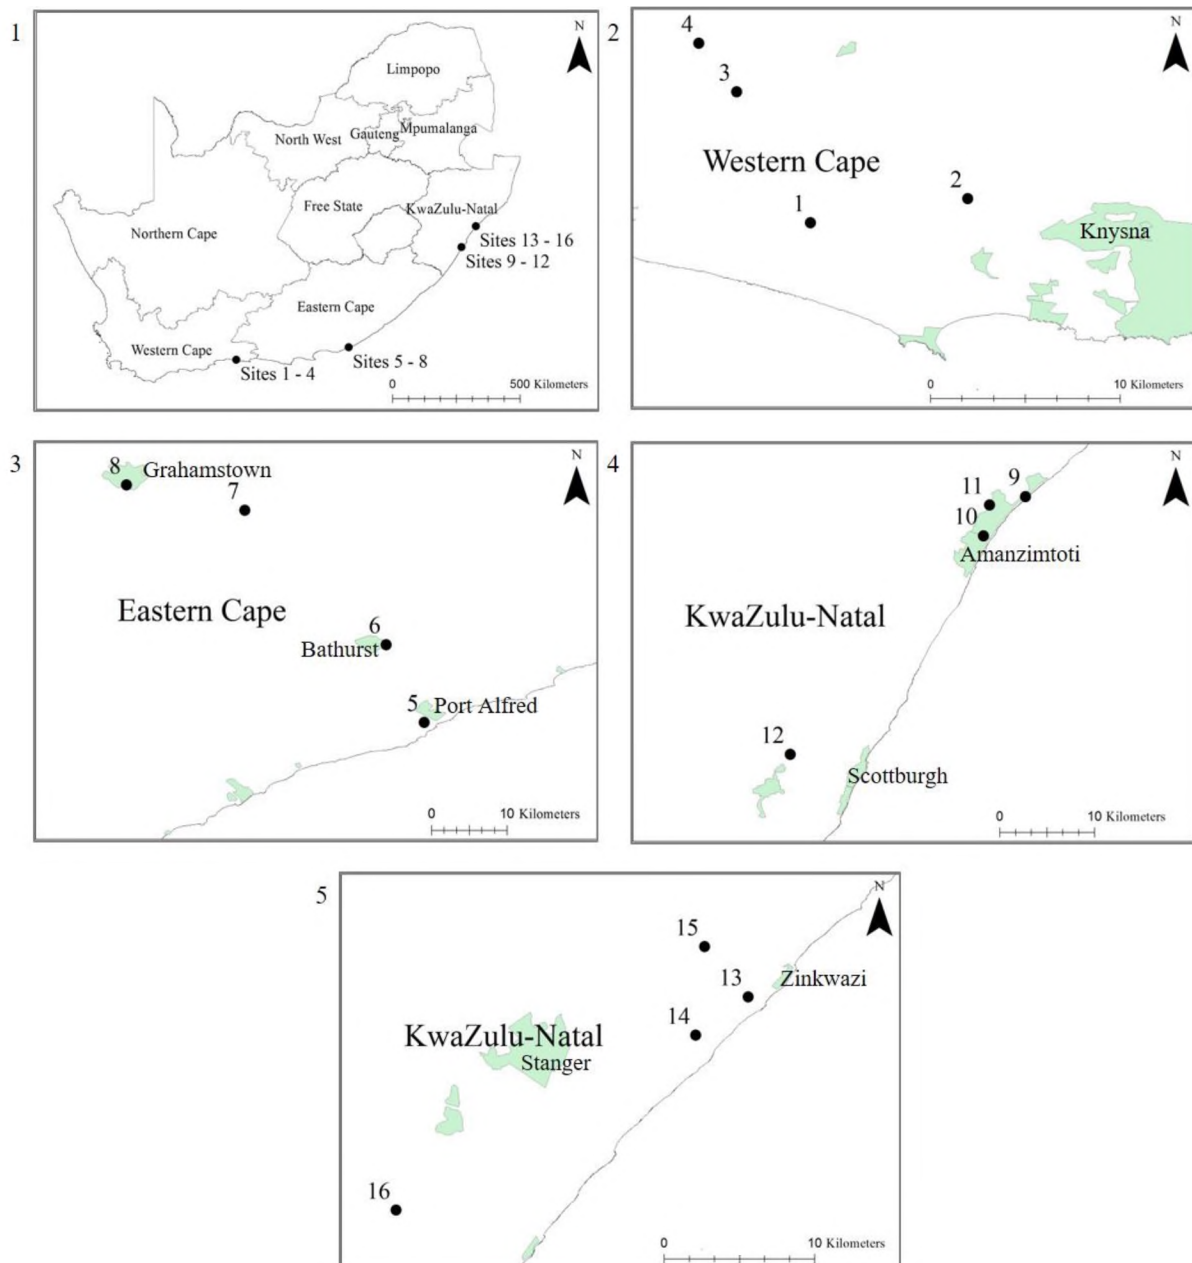 1
N
Limpopo
North West
Gauteng
Mpumalanga
Free State
KwaZulu-Natal
Northern Cape
Sites 13 - 16
Sites 9 - 12
Eastern Cape
Western Cape
Sites 5 - 8
Sites 1 - 4
0 500 Kilometers
2
N
4
3
Western Cape
2
1
Knysna
0 10 Kilometers
3
N
8 Grahamstown
7
Eastern Cape
6
Bathurst
5 Port Alfred
0 10 Kilometers
4
N
9
11
10
Amanzimtoti
KwaZulu-Natal
12
Scottburgh
0 10 Kilometers
5
N
15
13 Zinkwazi
14
KwaZulu-Natal
Stanger
16
0 10 Kilometers